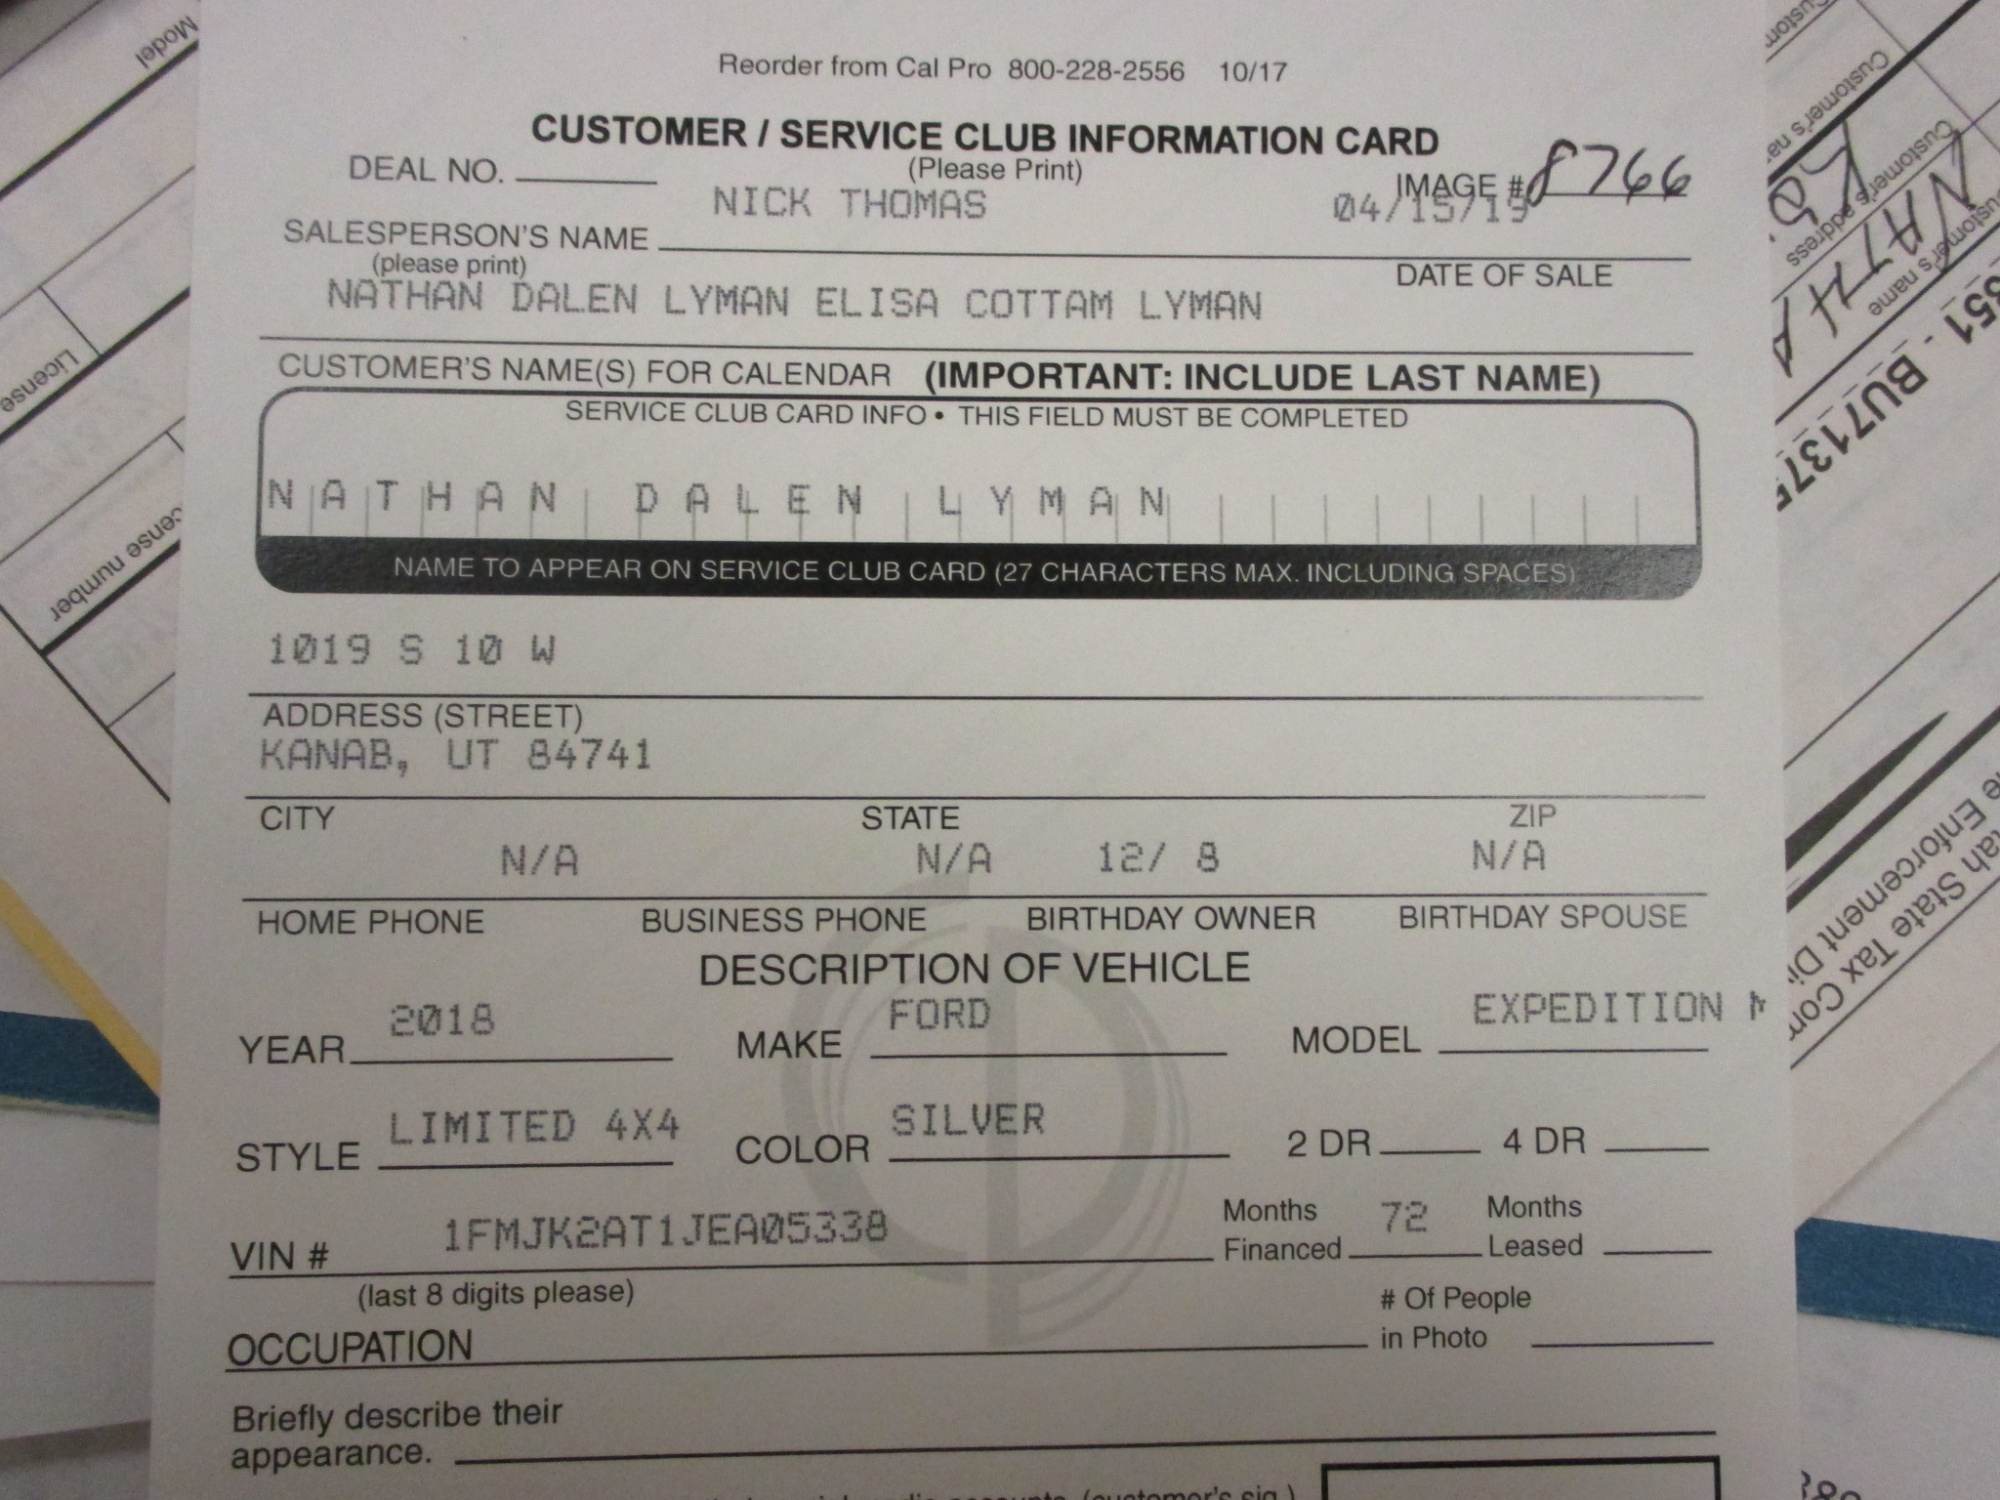 Reorder from Cal Pro 800-228-2556 10/17
CUSTOMER / SERVICE CLUB INFORMATION CARD
DEAL NO. (Please Print) IMAGE # 8766
NICK THOMAS 04/15/19
SALESPERSON'S NAME
(please print) DATE OF SALE
NATHAN DALEN LYMAN ELISA COTTAM LYMAN
CUSTOMER'S NAME(S) FOR CALENDAR (IMPORTANT: INCLUDE LAST NAME)
SERVICE CLUB CARD INFO • THIS FIELD MUST BE COMPLETED
NATHAN DALEN LYMAN
NAME TO APPEAR ON SERVICE CLUB CARD (27 CHARACTERS MAX. INCLUDING SPACES)
1019 S 10 W
ADDRESS (STREET)
KANAB, UT 84741
CITY STATE ZIP
N/A N/A 12/ 8 N/A
HOME PHONE BUSINESS PHONE BIRTHDAY OWNER BIRTHDAY SPOUSE
DESCRIPTION OF VEHICLE
YEAR 2018 MAKE FORD MODEL EXPEDITION
STYLE LIMITED 4X4 COLOR SILVER 2 DR 4 DR
VIN # 1FMJK2AT1JEA05338 Months Financed 72 Months Leased
(last 8 digits please)
OCCUPATION # Of People in Photo
Briefly describe their
appearance.
(customer's sig.)
Model
License
cense number
Customer's name
Customer's address
NATHA
351 - BU7137
tah State Tax Com
e Enforcement Di